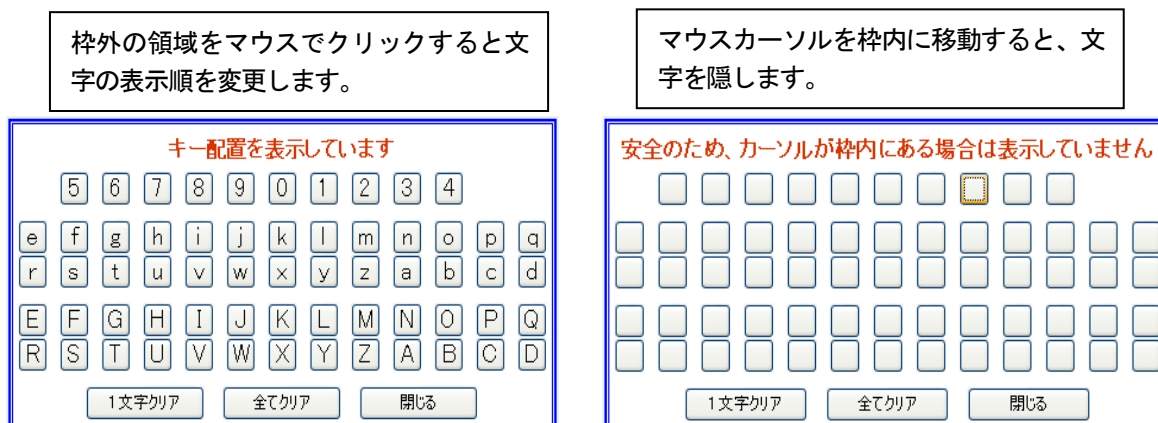 枠外の領域をマウスでクリックすると文
字の表示順を変更します。
マウスカーソルを枠内に移動すると、文
字を隠します。
キー配置を表示しています
5 6 7 8 9 0 1 2 3 4
e f g h i j k l m n o p q
r s t u v w x y z a b c d
E F G H I J K L M N O P Q
R S T U V W X Y Z A B C D
1文字クリア 全てクリア 閉じる
安全のため、カーソルが枠内にある場合は表示していません
1文字クリア 全てクリア 閉じる